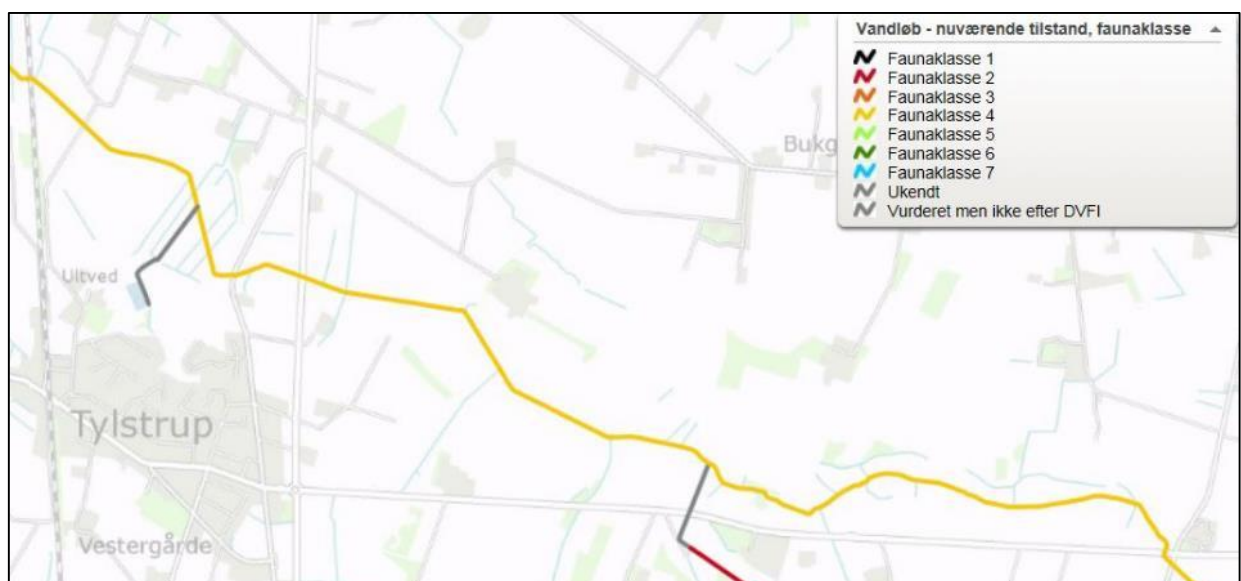 Vandløb - nuværende tilstand, faunaklasse
Faunaklasse 1
Faunaklasse 2
Faunaklasse 3
Faunaklasse 4
Faunaklasse 5
Faunaklasse 6
Faunaklasse 7
Ukendt
Vurderet men ikke efter DVFI
Bukg
Ultved
Tylstrup
Vestergårde